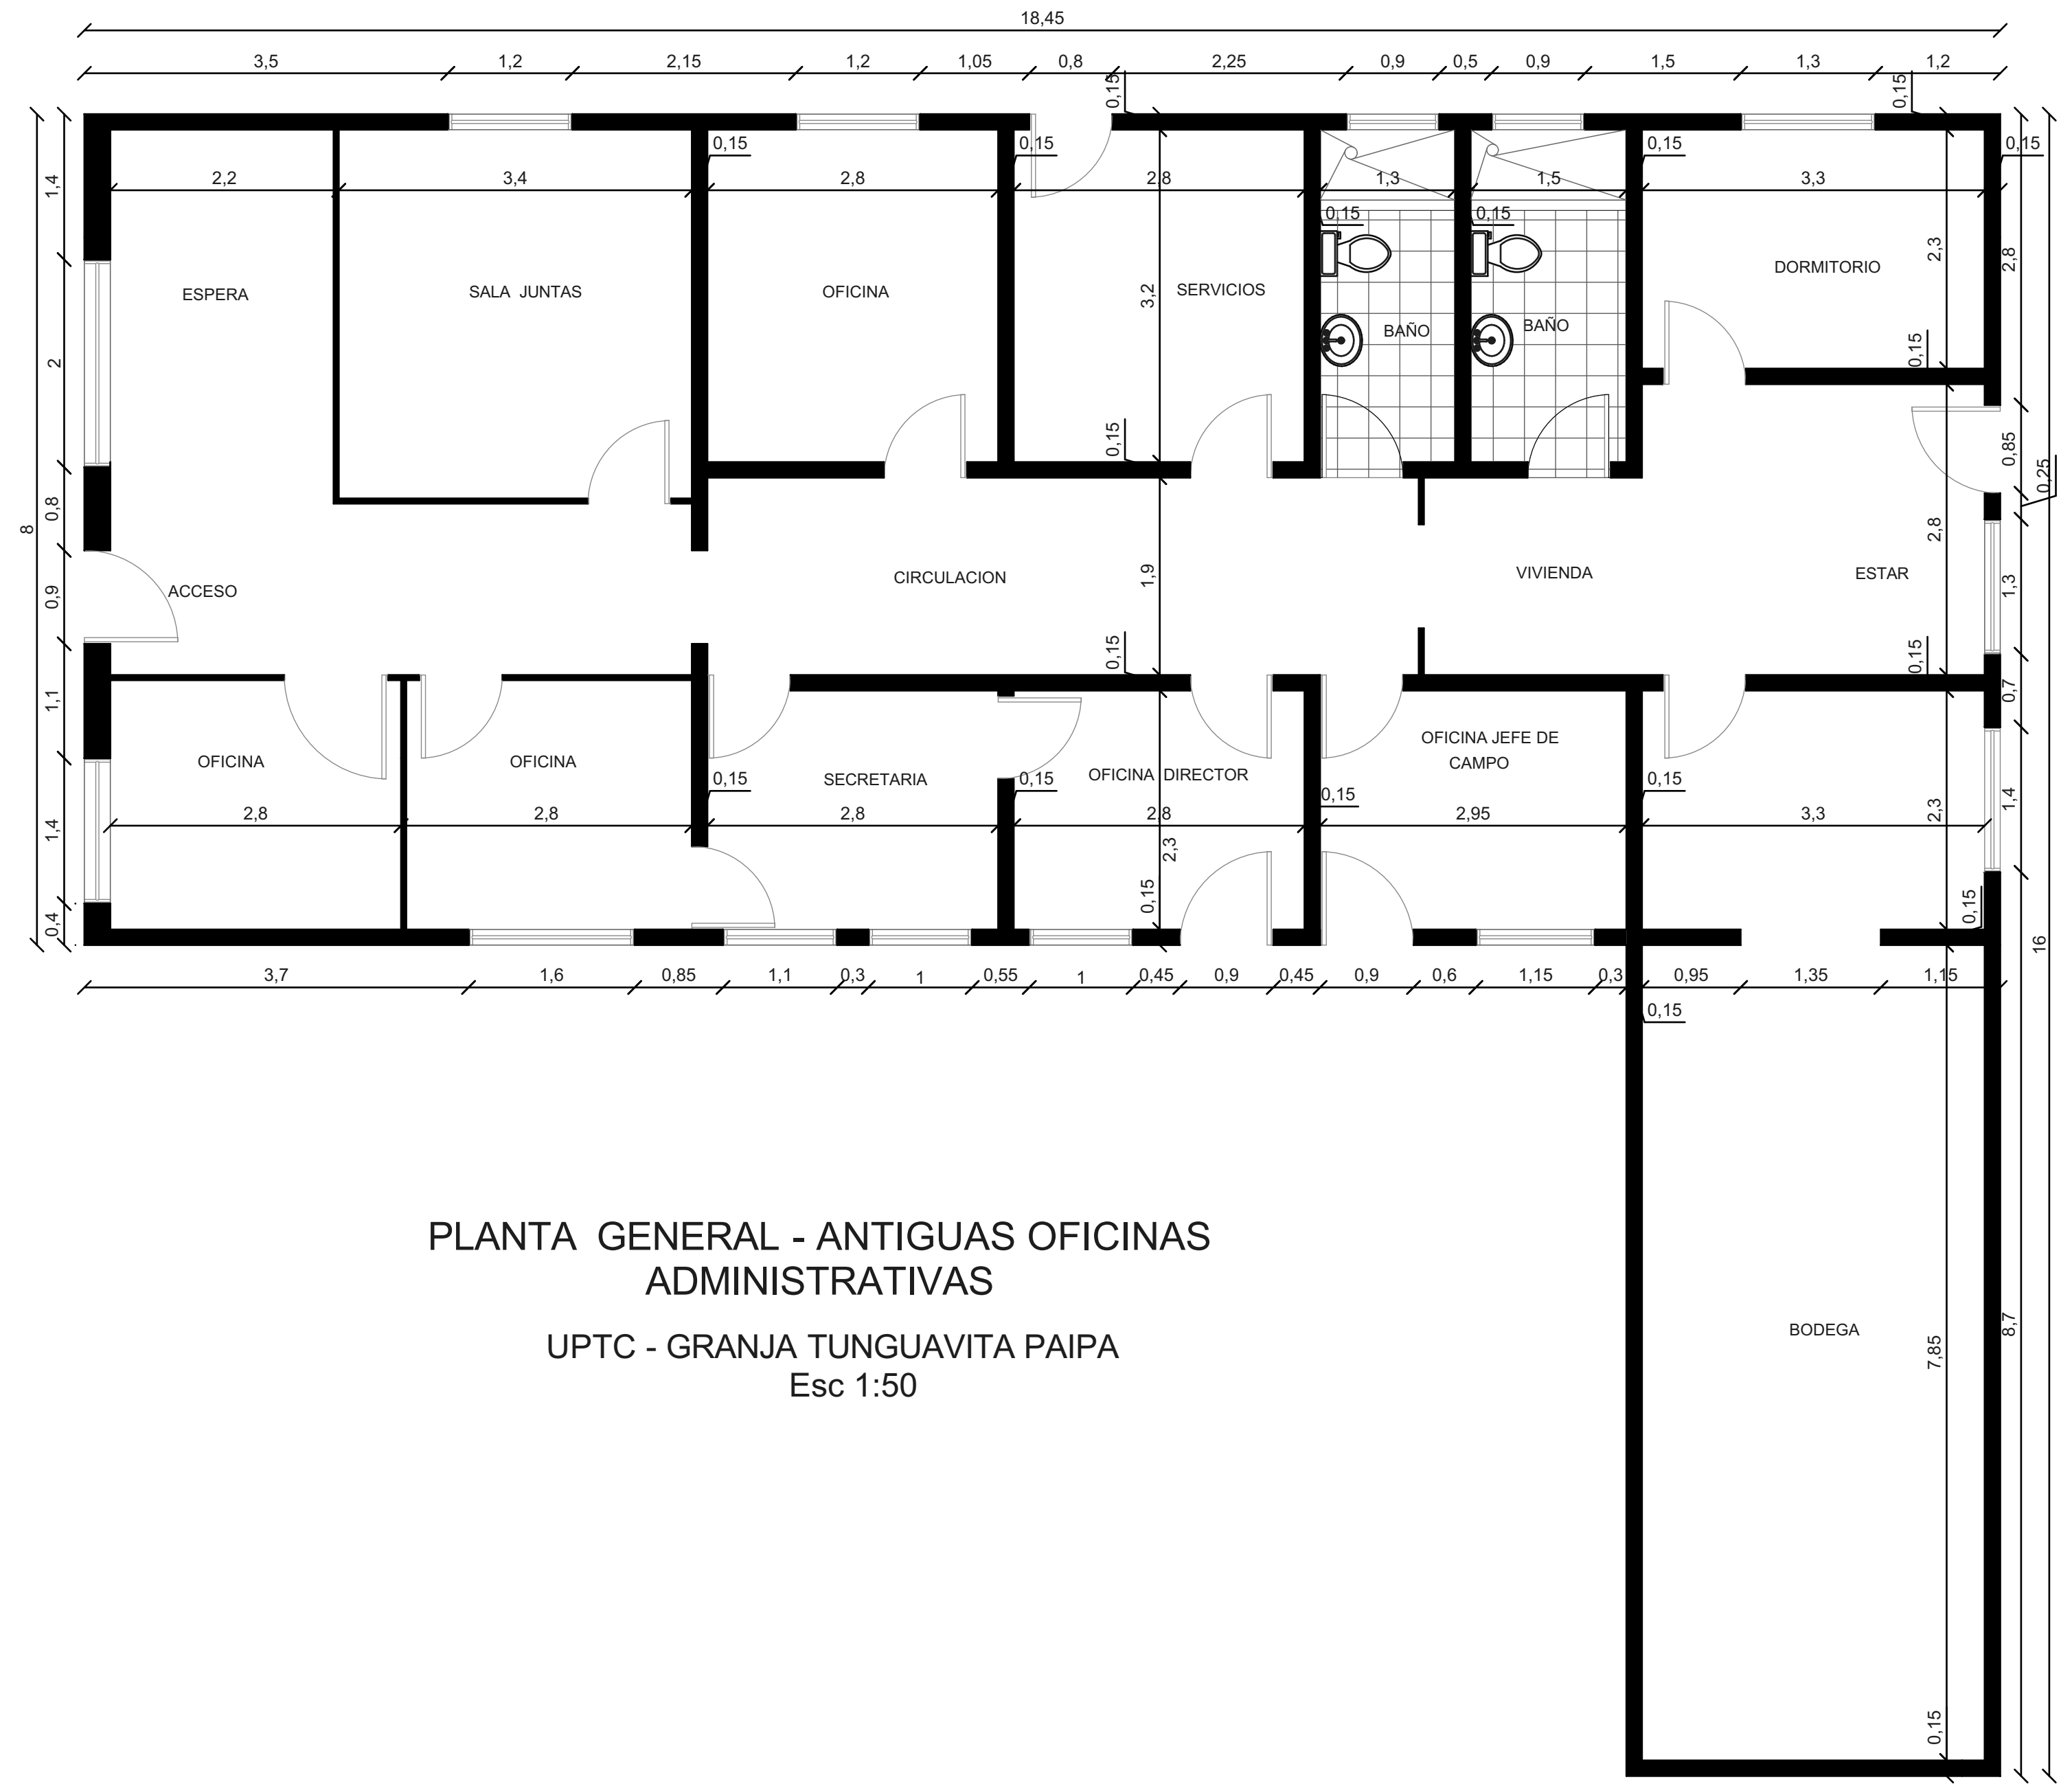 18,45
3,5 1,2 2,15 1,2 1,05 0,8 2,25 0,9 0,5 0,9 1,5 1,3 1,2
0,15 0,15
0,15 0,15 0,15 0,15
2,2 3,4 2,8 2,8 1,3 1,5 3,3
1,4
0,15 0,15
2,3 2,8
ESPERA SALA JUNTAS OFICINA 3,2 SERVICIOS DORMITORIO
BAÑO BAÑO
2 0,15
0,15 0,85
0,25
8 0,8 2,8
ACCESO CIRCULACION 1,9 VIVIENDA ESTAR
0,9 1,3
0,15 0,15
1,1 0,7
OFICINA JEFE DE
CAMPO
OFICINA OFICINA SECRETARIA OFICINA DIRECTOR
0,15 0,15 0,15 0,15
2,8 2,8 2,8 2,8 2,95 3,3
1,4 2,3 2,3 1,4
0,4 0,15 0,15
16
3,7 1,6 0,85 1,1 0,3 1 0,55 1 0,45 0,9 0,45 0,9 0,6 1,15 0,3 0,95 1,35 1,15
0,15
PLANTA GENERAL - ANTIGUAS OFICINAS
ADMINISTRATIVAS
UPTC - GRANJA TUNGUAVITA PAIPA
Esc 1:50
BODEGA
7,85
8,7
0,15